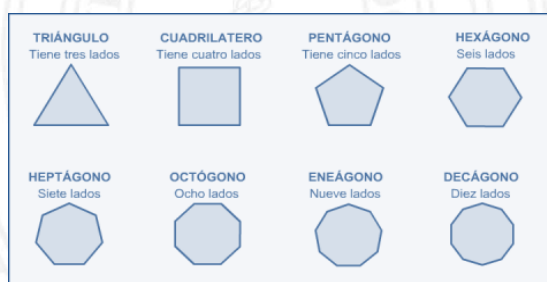 TRIÁNGULO
Tiene tres lados
CUADRILATERO
Tiene cuatro lados
PENTÁGONO
Tiene cinco lados
HEXÁGONO
Seis lados
HEPTÁGONO
Siete lados
OCTÓGONO
Ocho lados
ENEÁGONO
Nueve lados
DECÁGONO
Diez lados